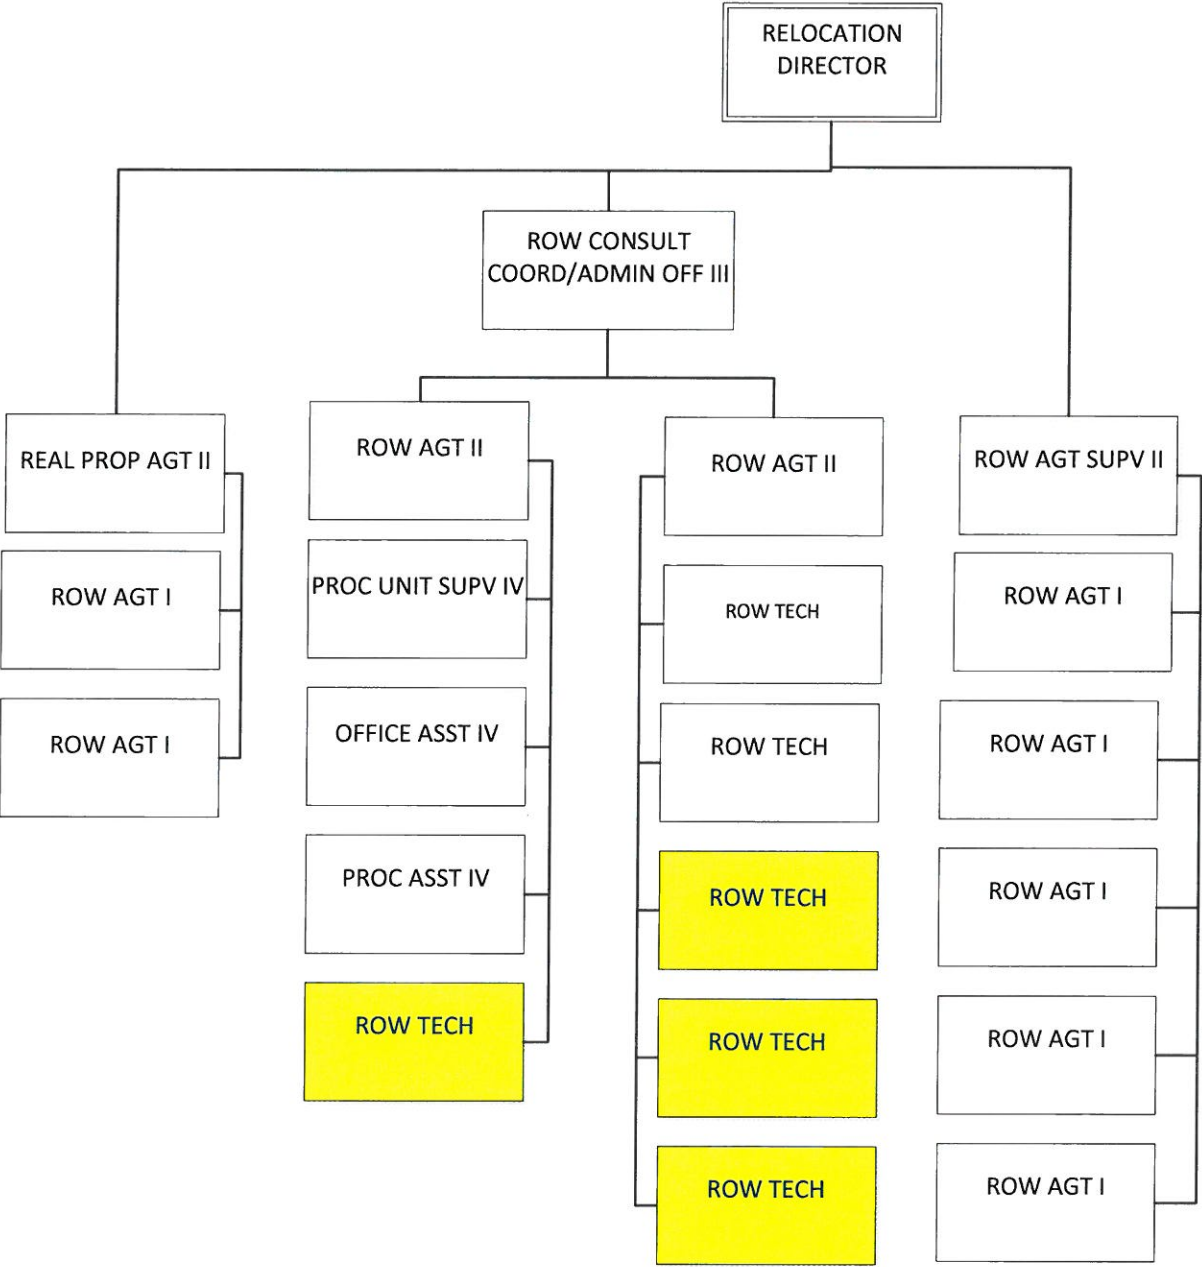 RELOCATION
DIRECTOR
ROW CONSULT
COORD/ADMIN OFF III
REAL PROP AGT II
ROW AGT I
ROW AGT I
ROW AGT II
PROC UNIT SUPV IV
OFFICE ASST IV
PROC ASST IV
ROW TECH
ROW AGT II
ROW TECH
ROW TECH
ROW TECH
ROW TECH
ROW TECH
ROW AGT SUPV II
ROW AGT I
ROW AGT I
ROW AGT I
ROW AGT I
ROW AGT I